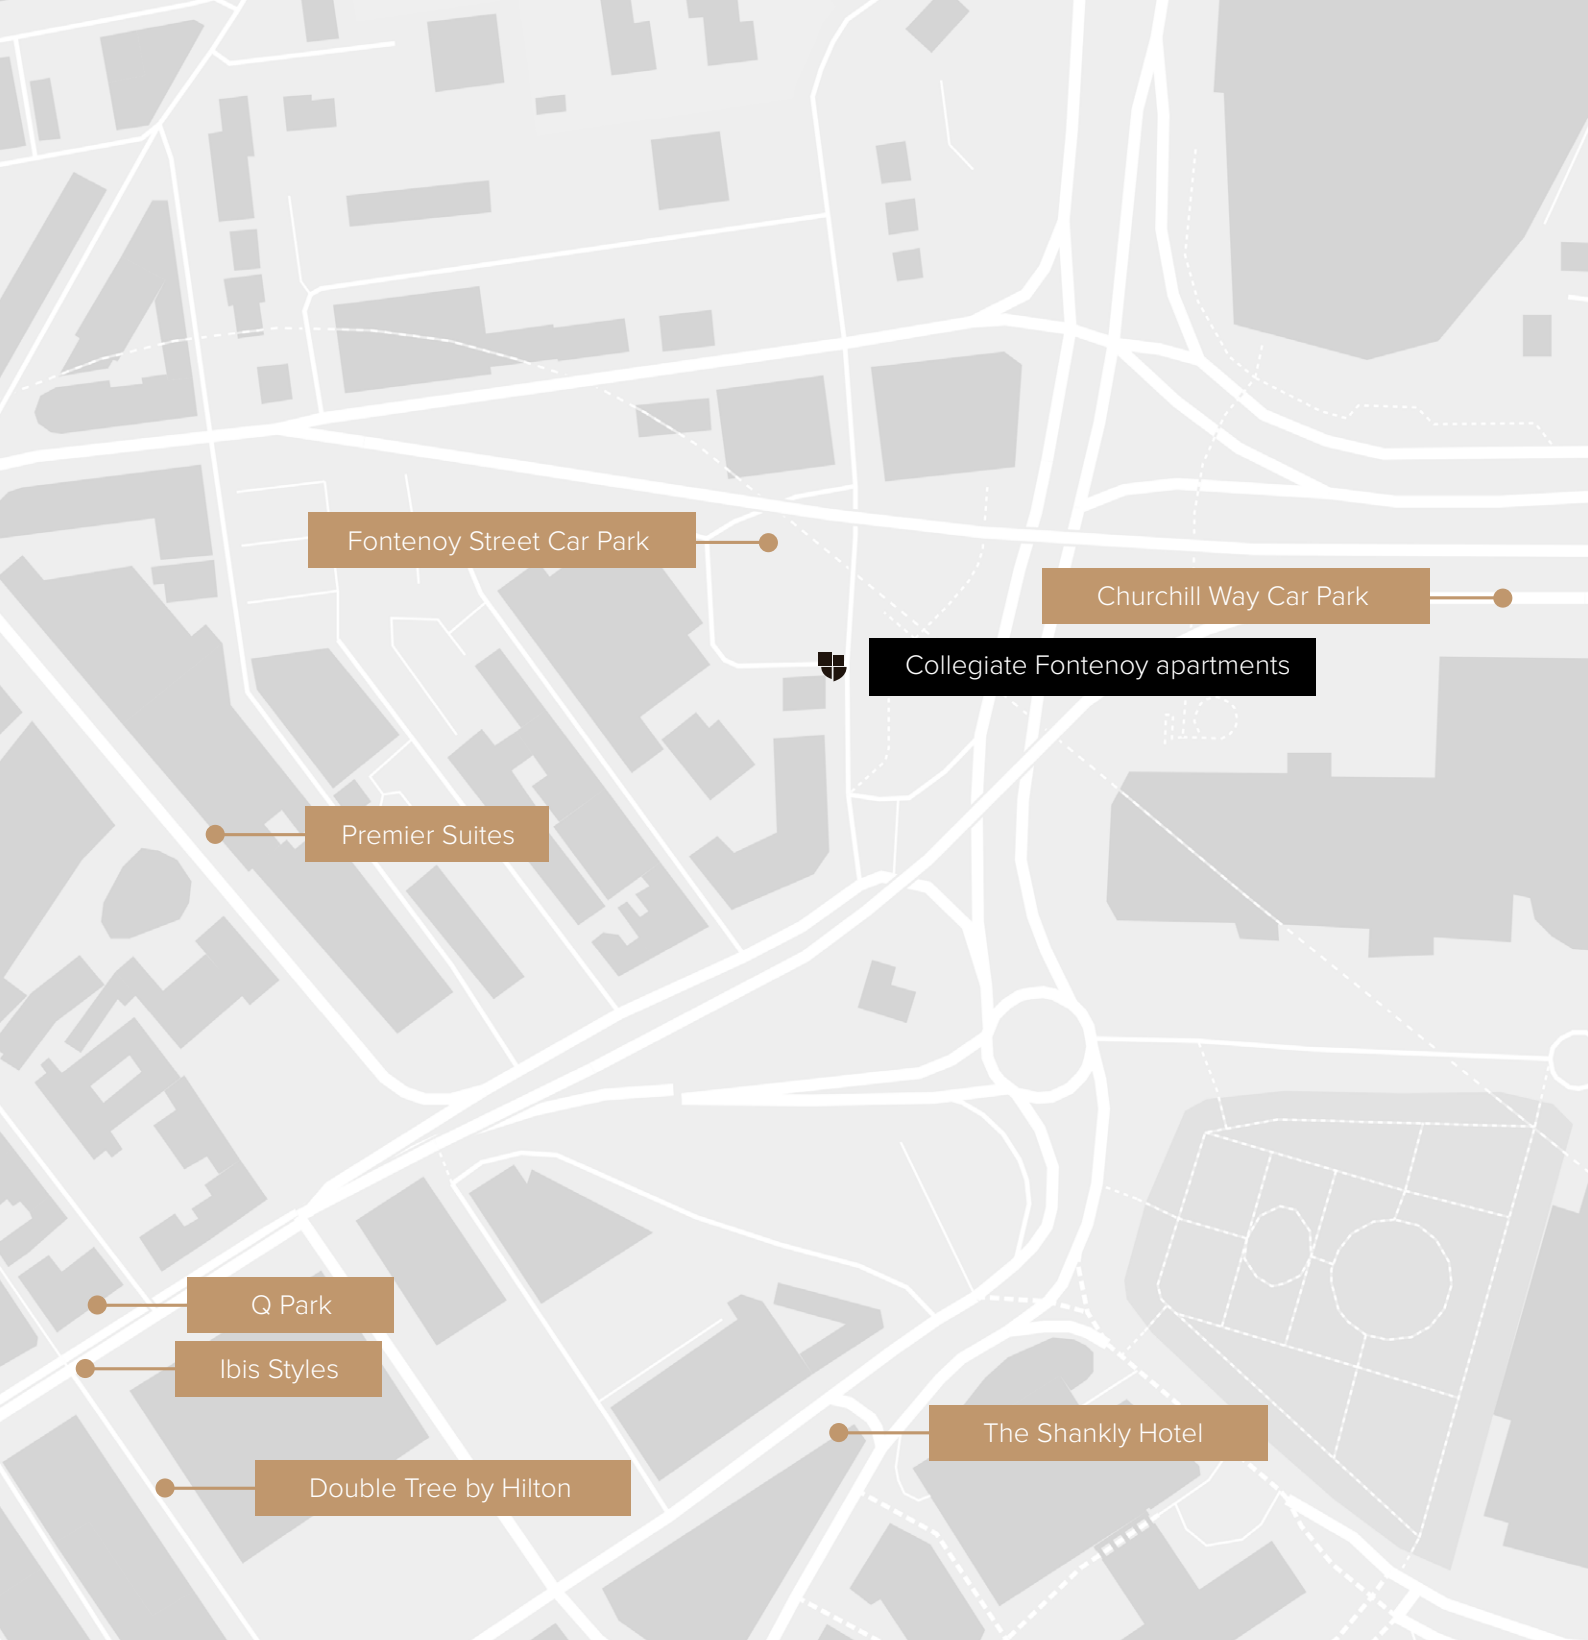 Fontenoy Street Car Park
Churchill Way Car Park
Collegiate Fontenoy apartments
Premier Suites
Q Park
Ibis Styles
The Shankly Hotel
Double Tree by Hilton